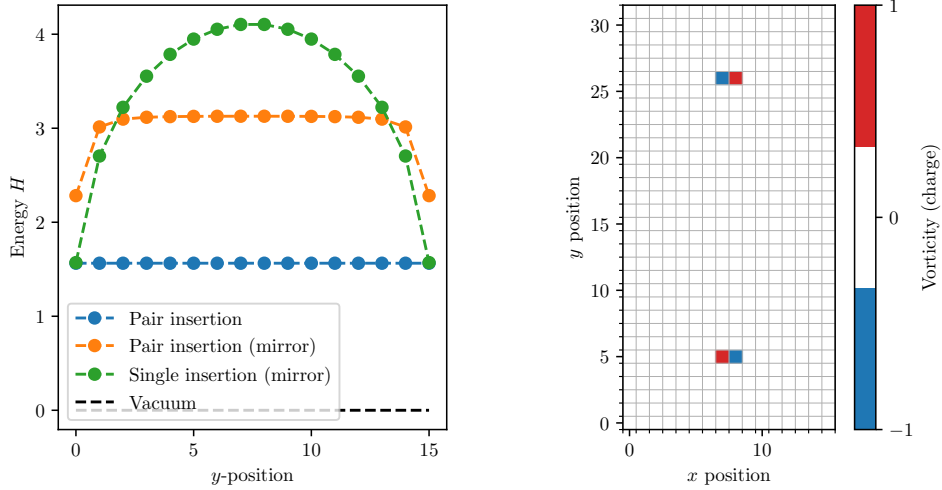 4
3
2
1
0
Energy H
0
5
10
15
y-position
Pair insertion
Pair insertion (mirror)
Single insertion (mirror)
Vacuum
30
25
20
15
10
5
0
y position
0
10
x position
1
0
−1
Vorticity (charge)